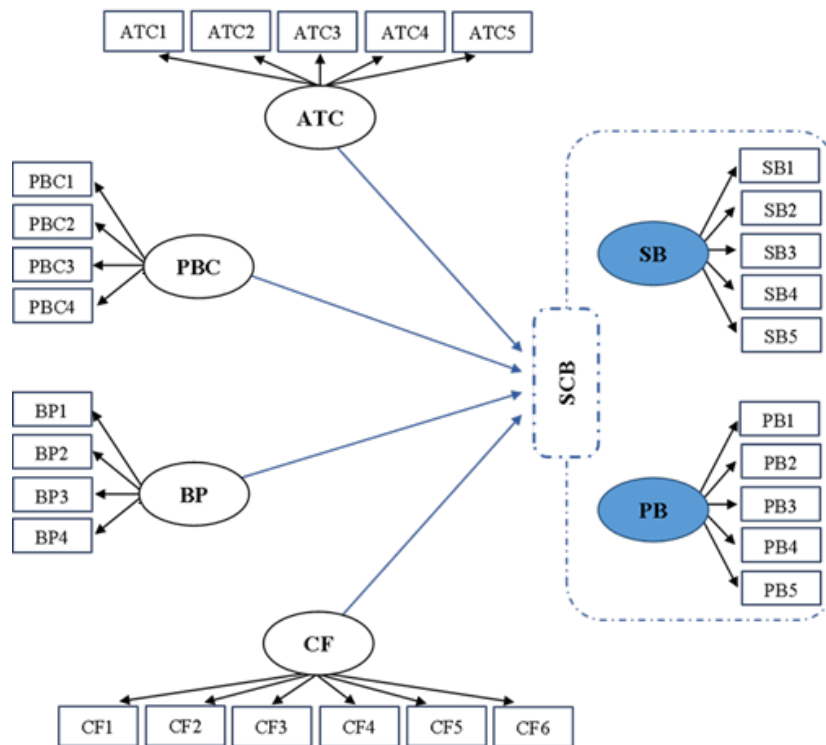 ATC1 ATC2 ATC3 ATC4 ATC5
ATC
PBC1
PBC2
PBC3
PBC4
PBC
BP1
BP2
BP3
BP4
BP
CF
CF1 CF2 CF3 CF4 CF5 CF6
SCB
SB
SB1
SB2
SB3
SB4
SB5
PB
PB1
PB2
PB3
PB4
PB5